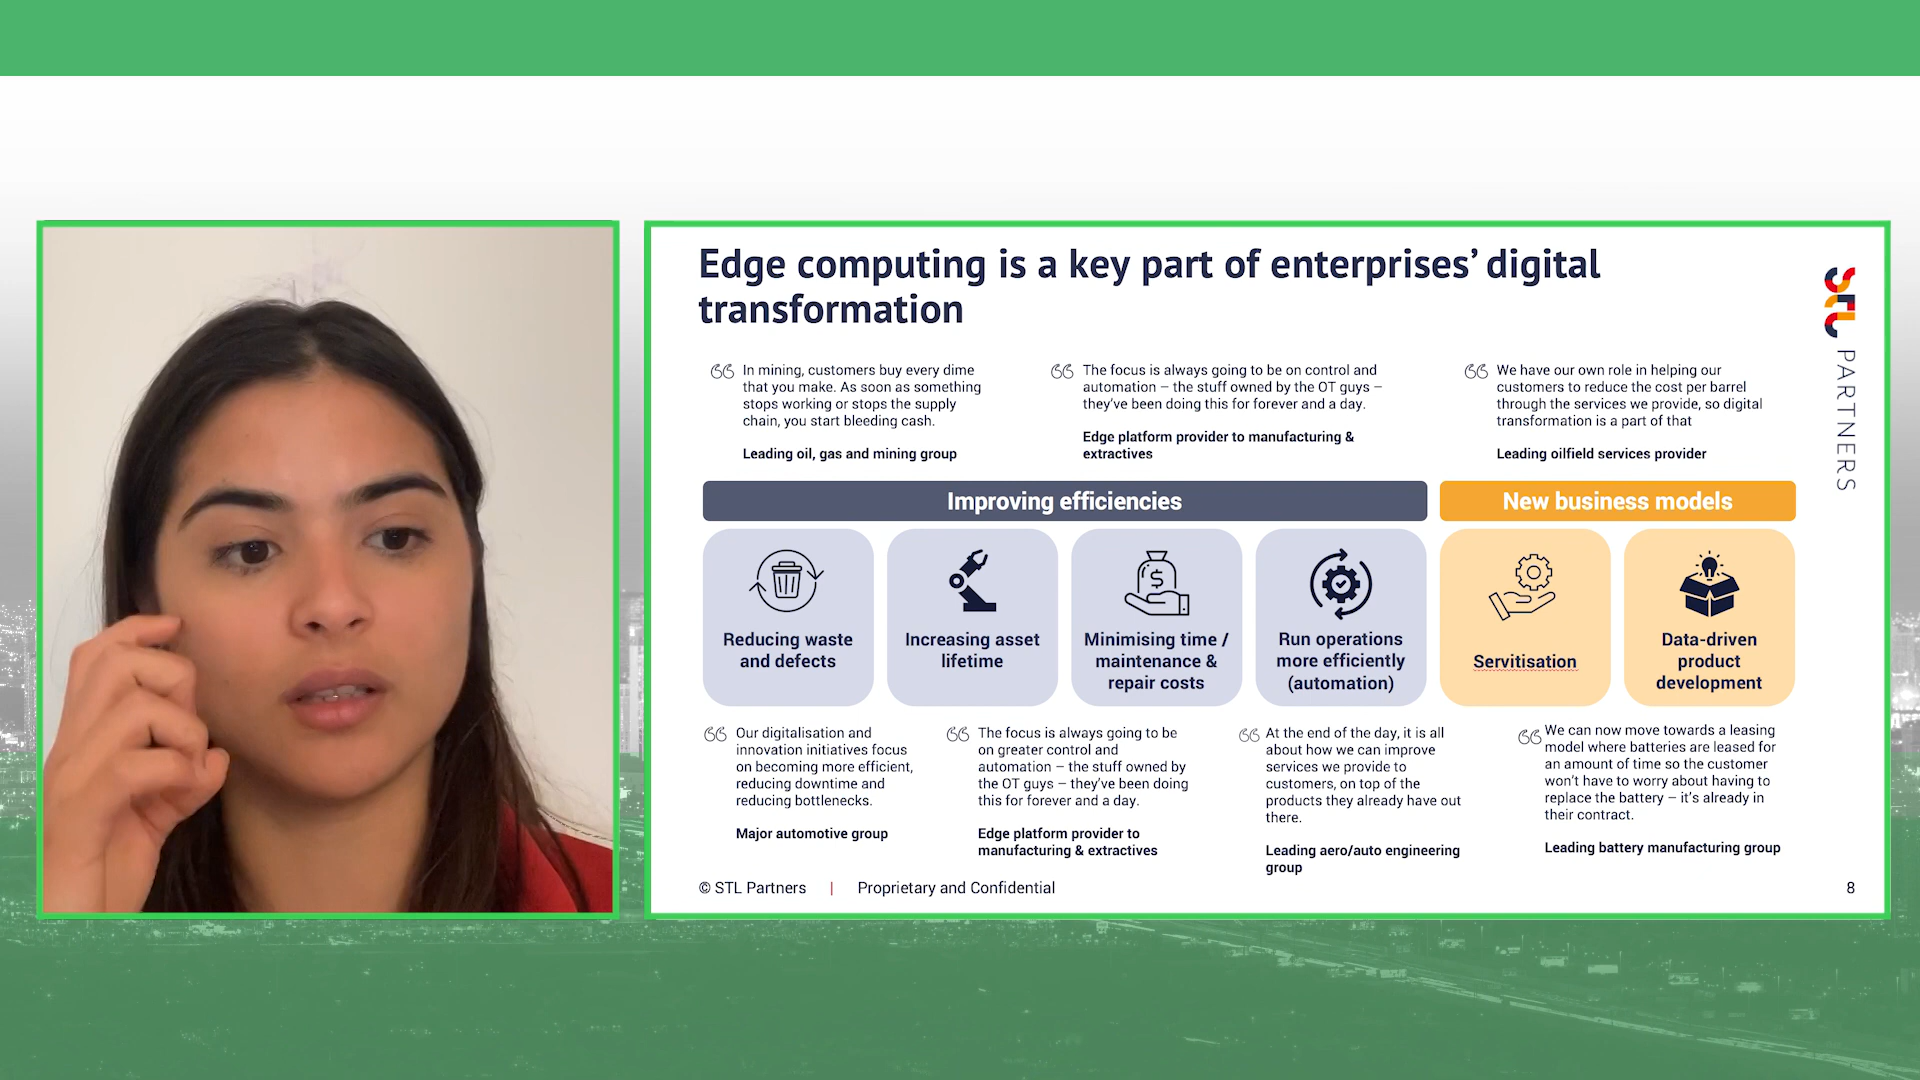 Edge computing is a key part of enterprises’ digital
transformation
STL PARTNERS
In mining, customers buy every dime
that you make. As soon as something
stops working or stops the supply
chain, you start bleeding cash.
Leading oil, gas and mining group
The focus is always going to be on control and
automation – the stuff owned by the OT guys –
they’ve been doing this for forever and a day.
Edge platform provider to manufacturing &
extractives
We have our own role in helping our
customers to reduce the cost per barrel
through the services we provide, so digital
transformation is a part of that
Leading oilfield services provider
Improving efficiencies
New business models
Reducing waste
and defects
Increasing asset
lifetime
$
Minimising time /
maintenance &
repair costs
Run operations
more efficiently
(automation)
Servitisation
Data-driven
product
development
Our digitalisation and
innovation initiatives focus
on becoming more efficient,
reducing downtime and
reducing bottlenecks.
Major automotive group
The focus is always going to be
on greater control and
automation – the stuff owned by
the OT guys – they’ve been doing
this for forever and a day.
Edge platform provider to
manufacturing & extractives
At the end of the day, it is all
about how we can improve
services we provide to
customers, on top of the
products they already have out
there.
Leading aero/auto engineering
group
We can now move towards a leasing
model where batteries are leased for
an amount of time so the customer
won’t have to worry about having to
replace the battery – it’s already in
their contract.
Leading battery manufacturing group
© STL Partners | Proprietary and Confidential
8